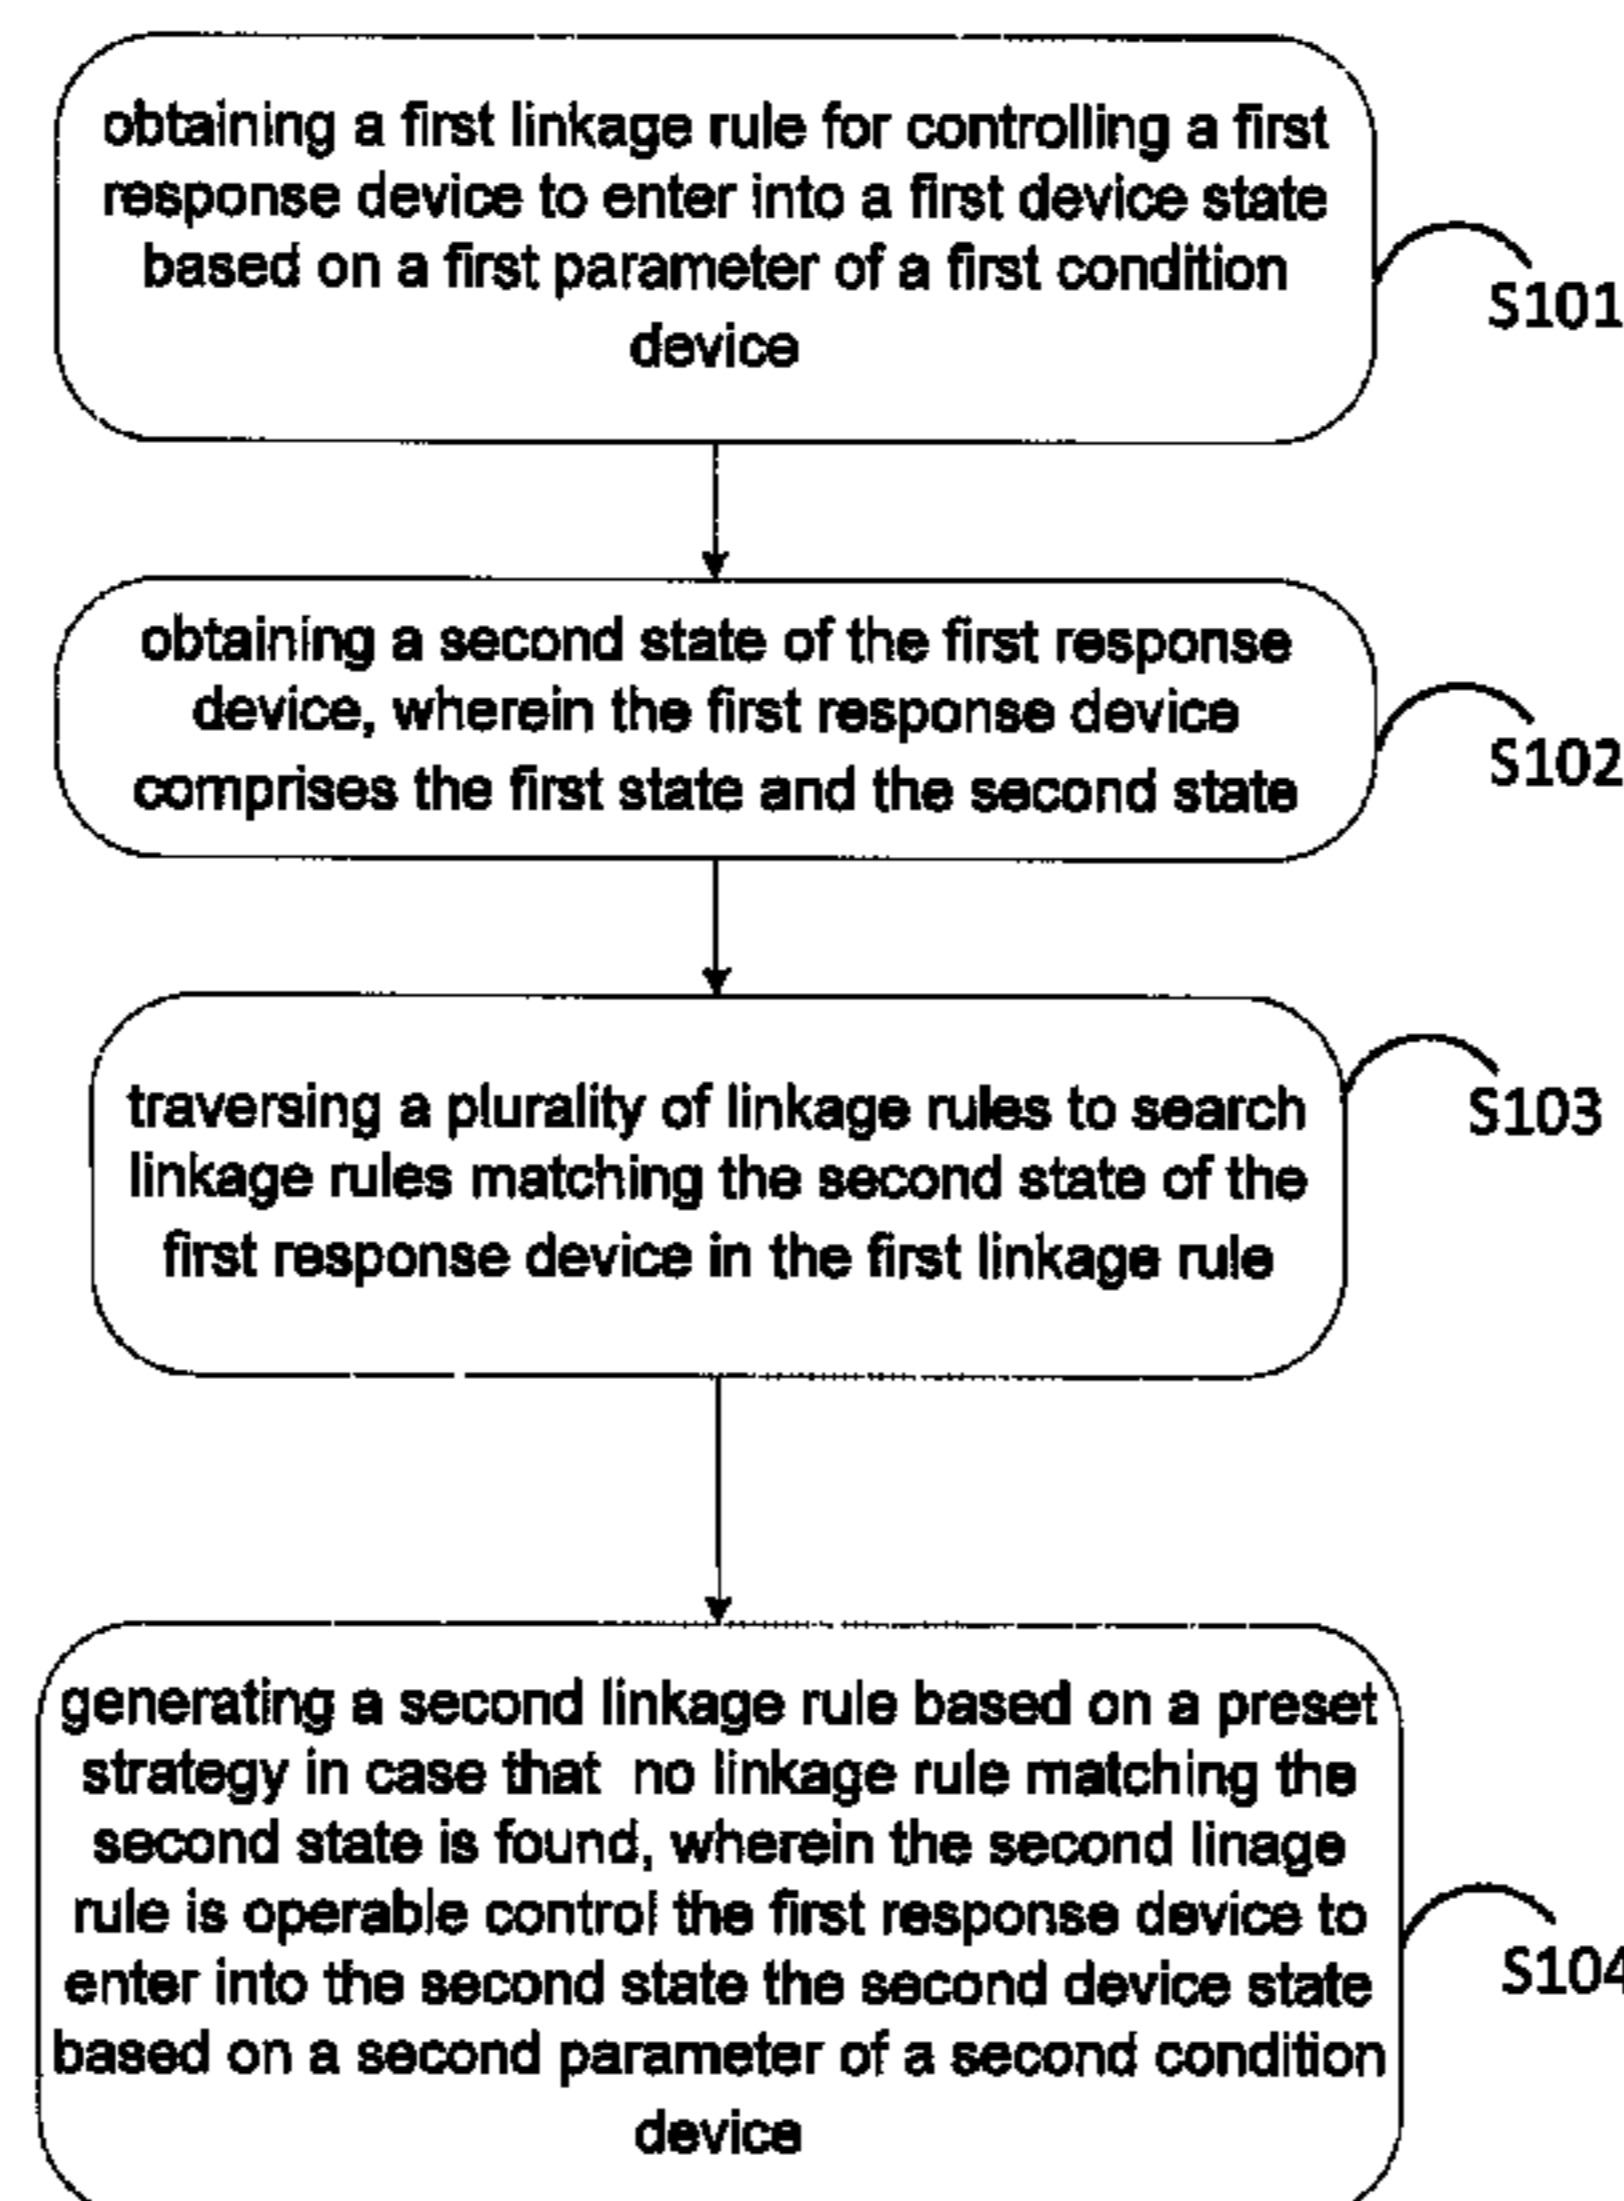 obtaining a first linkage rule for controlling a first
response device to enter into a first device state
based on a first parameter of a first condition
device
S101
obtaining a second state of the first response
device, wherein the first response device
comprises the first state and the second state
S102
traversing a plurality of linkage rules to search
linkage rules matching the second state of the
first response device in the first linkage rule
S103
generating a second linkage rule based on a preset
strategy in case that no linkage rule matching the
second state is found, wherein the second linage
rule is operable control the first response device to
enter into the second state the second device state
based on a second parameter of a second condition
device
S104